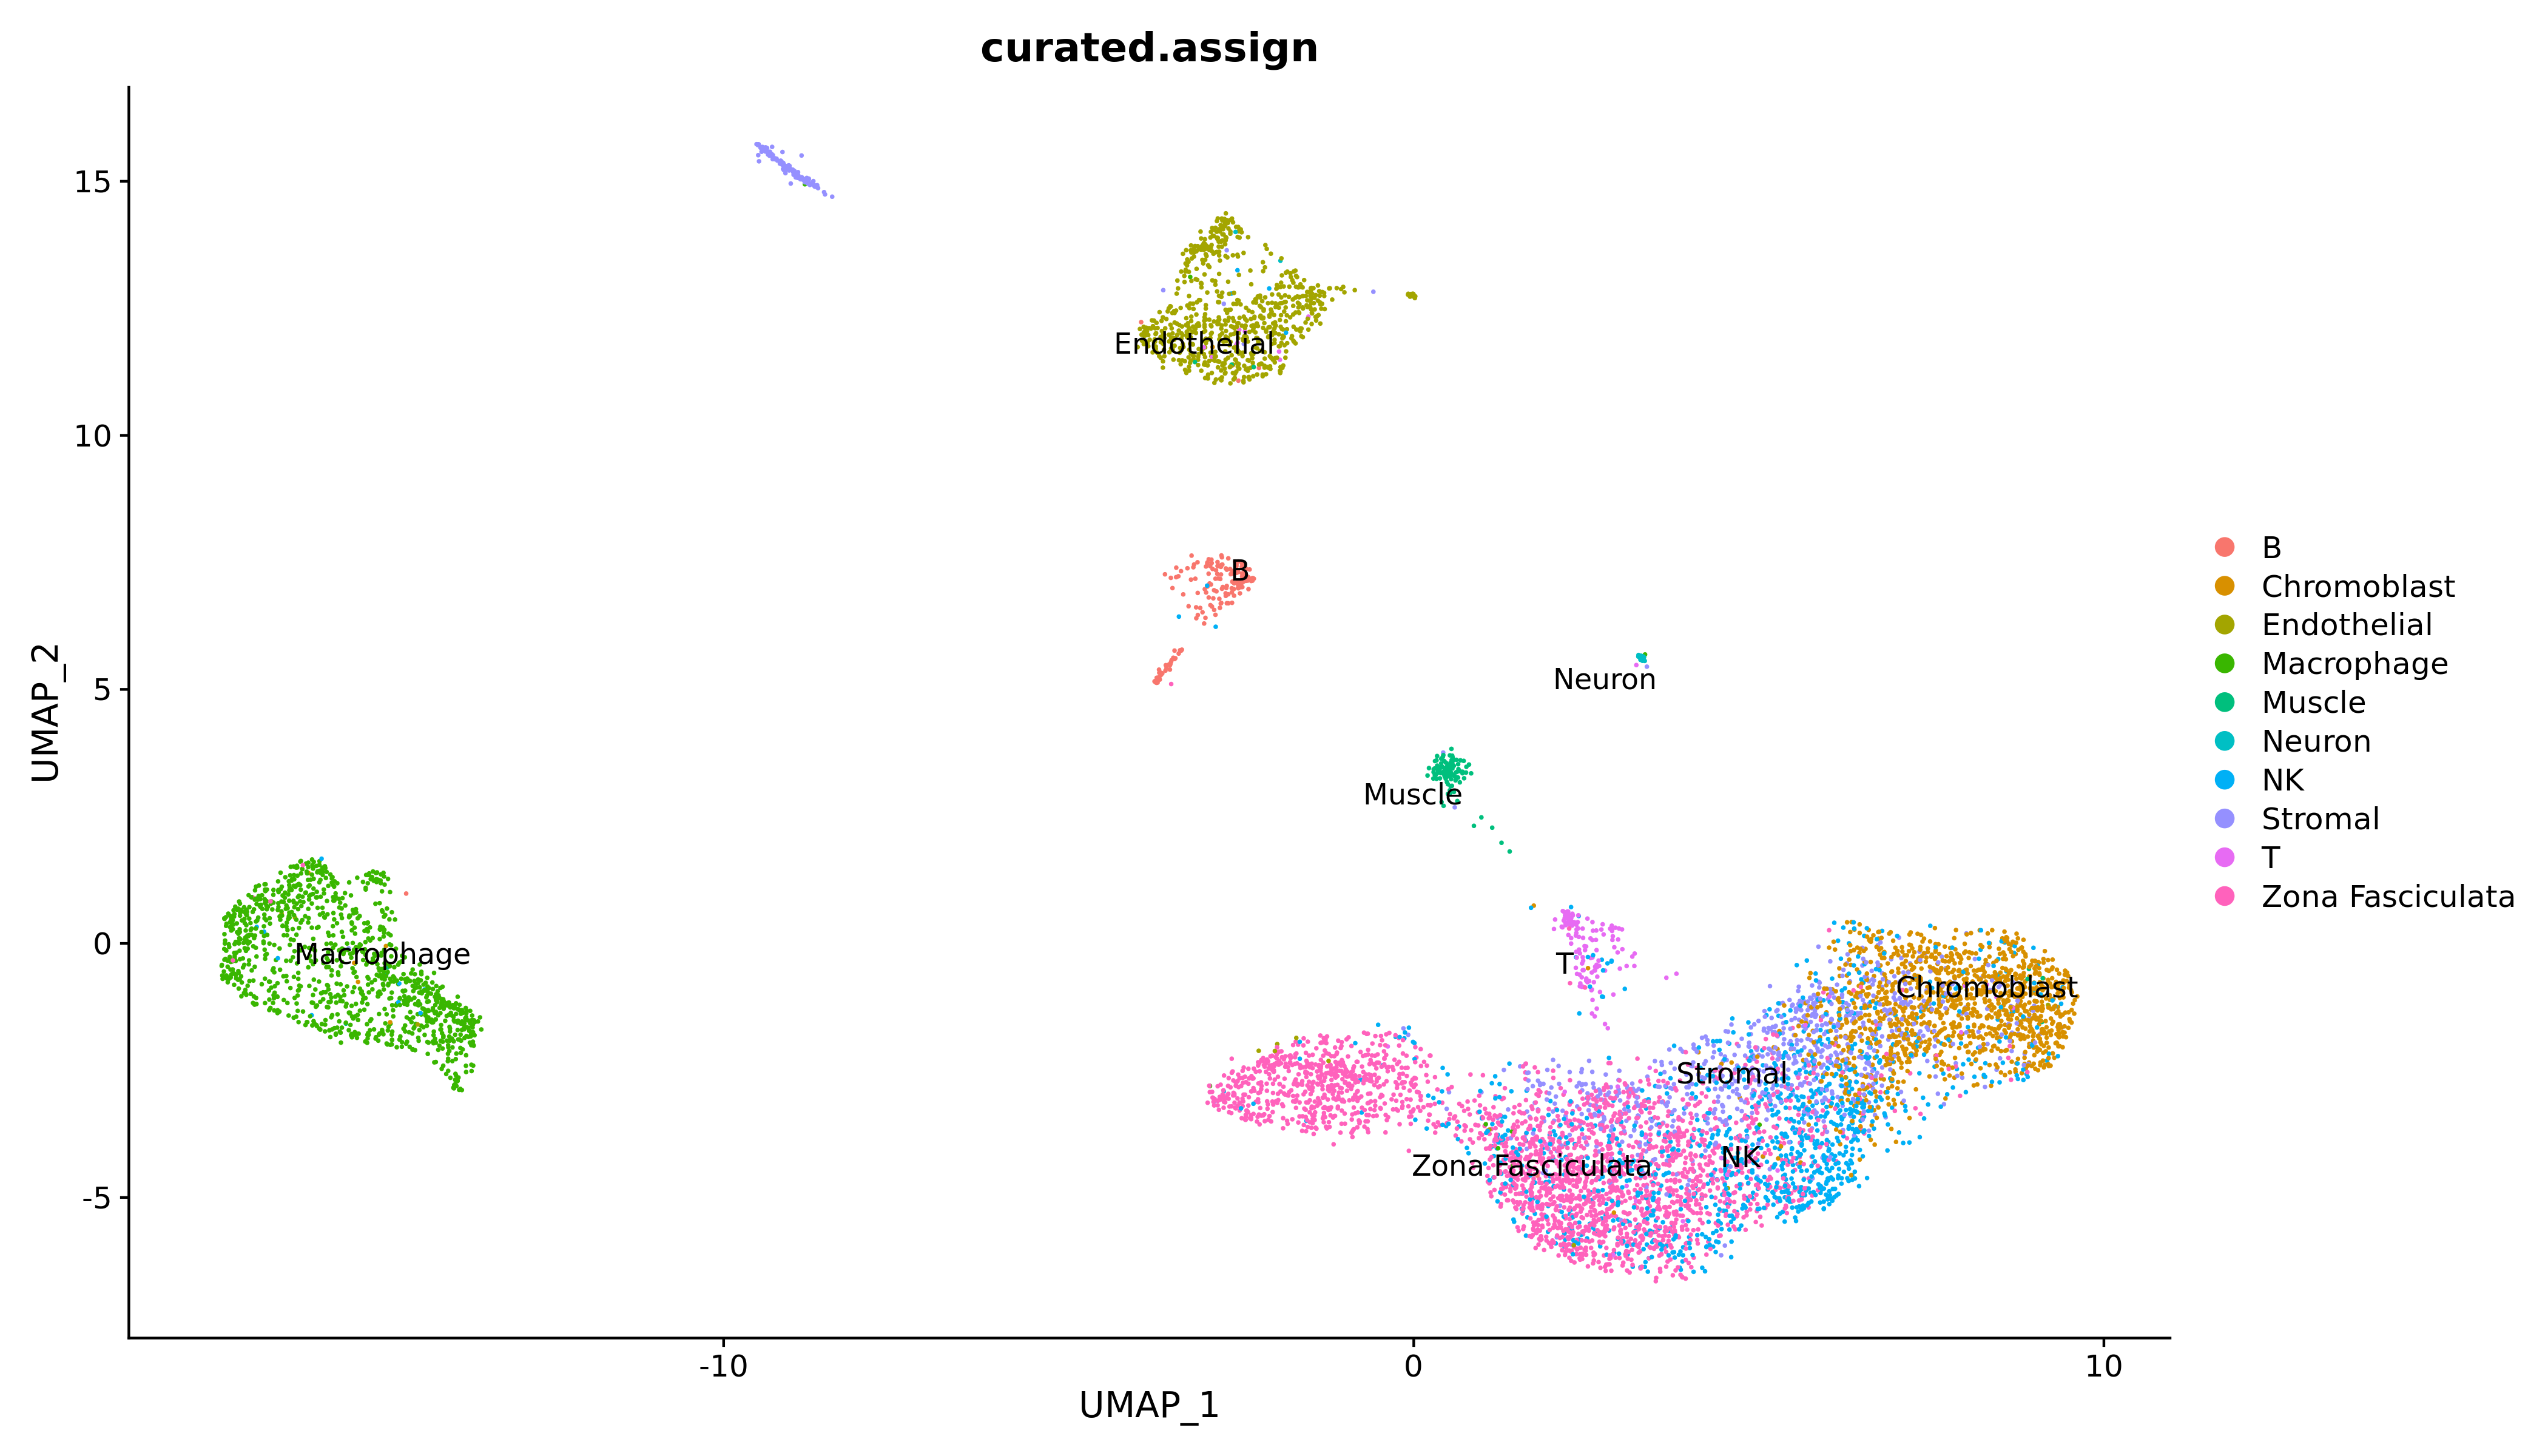 curated.assign
15
10
5
0
-5
UMAP_2
Endothelial
B
Neuron
Muscle
Macrophage
T
Chromoblast
Stromal
NK
Zona Fasciculata
-10
0
10
UMAP_1
B
Chromoblast
Endothelial
Macrophage
Muscle
Neuron
NK
Stromal
T
Zona Fasciculata